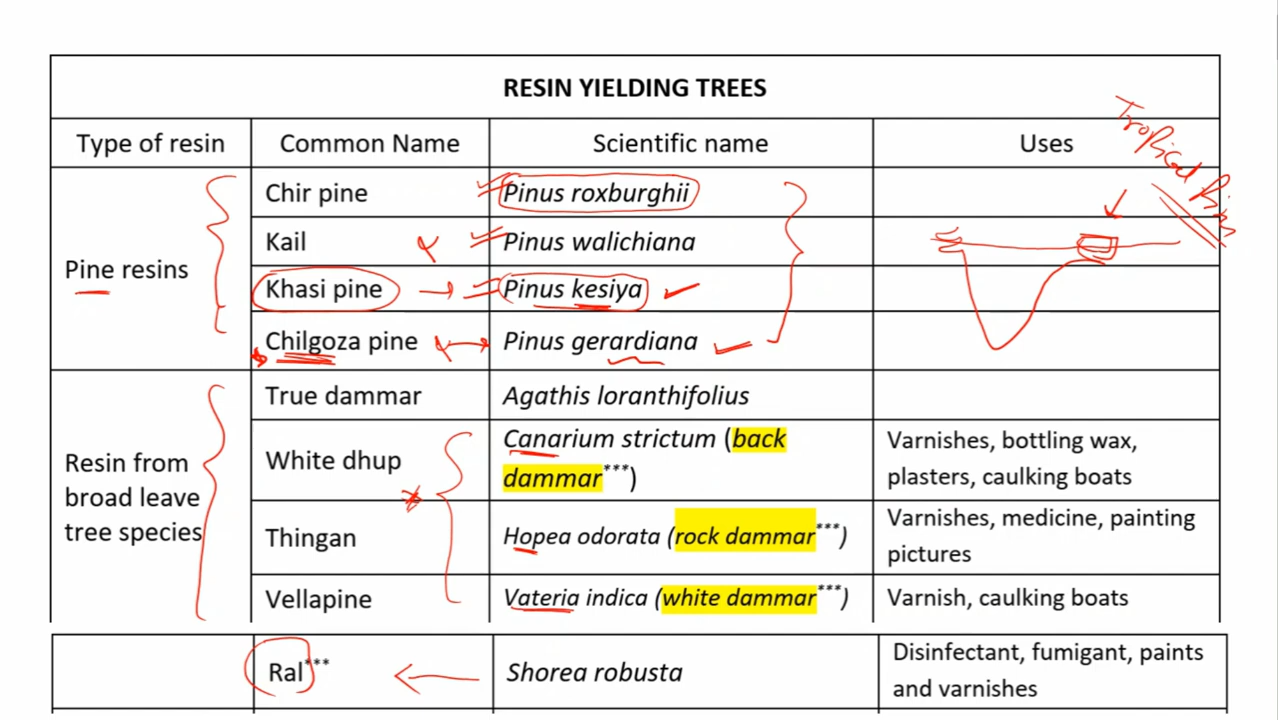 RESIN YIELDING TREES
Type of resin Common Name Scientific name Uses
Pine resins
Chir pine Pinus roxburghii
Kail Pinus walichiana
Khasi pine Pinus kesiya
Chilgoza pine Pinus gerardiana
Tropical
Resin from
broad leave
tree species
True dammar Agathis loranthifolius
White dhup
Canarium strictum (back
dammar***)
Varnishes, bottling wax,
plasters, caulking boats
Thingan
Hopea odorata (rock dammar***)
Varnishes, medicine, painting
pictures
Vellapine Vateria indica (white dammar***) Varnish, caulking boats
Ral*** Shorea robusta
Disinfectant, fumigant, paints
and varnishes